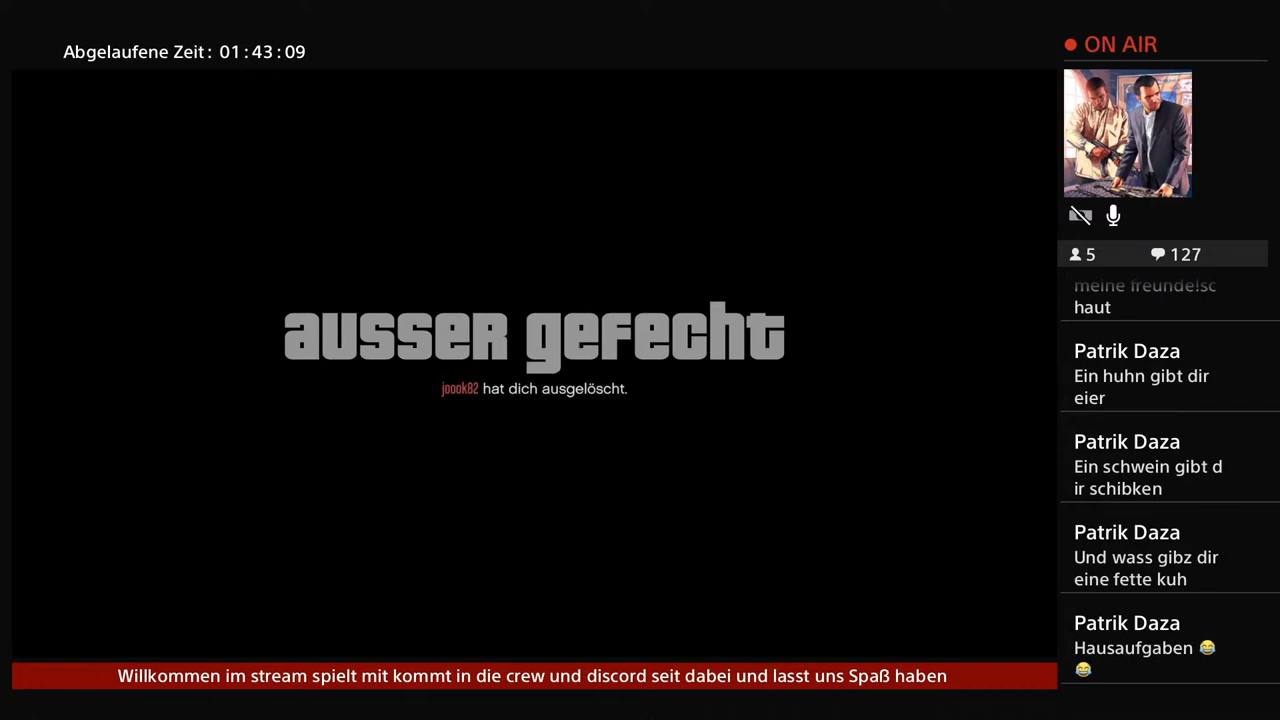 Abgelaufene Zeit: 01:43:09
ON AIR
5
127
meine freunde!sc
haut
Patrik Daza
Ein huhn gibt dir
eier
Patrik Daza
Ein schwein gibt d
ir schibken
Patrik Daza
Und wass gibz dir
eine fette kuh
Patrik Daza
Hausaufgaben 😂
😂
ausser gefecht
joook82 hat dich ausgelöscht.
Willkommen im stream spielt mit kommt in die crew und discord seit dabei und lasst uns Spaß haben